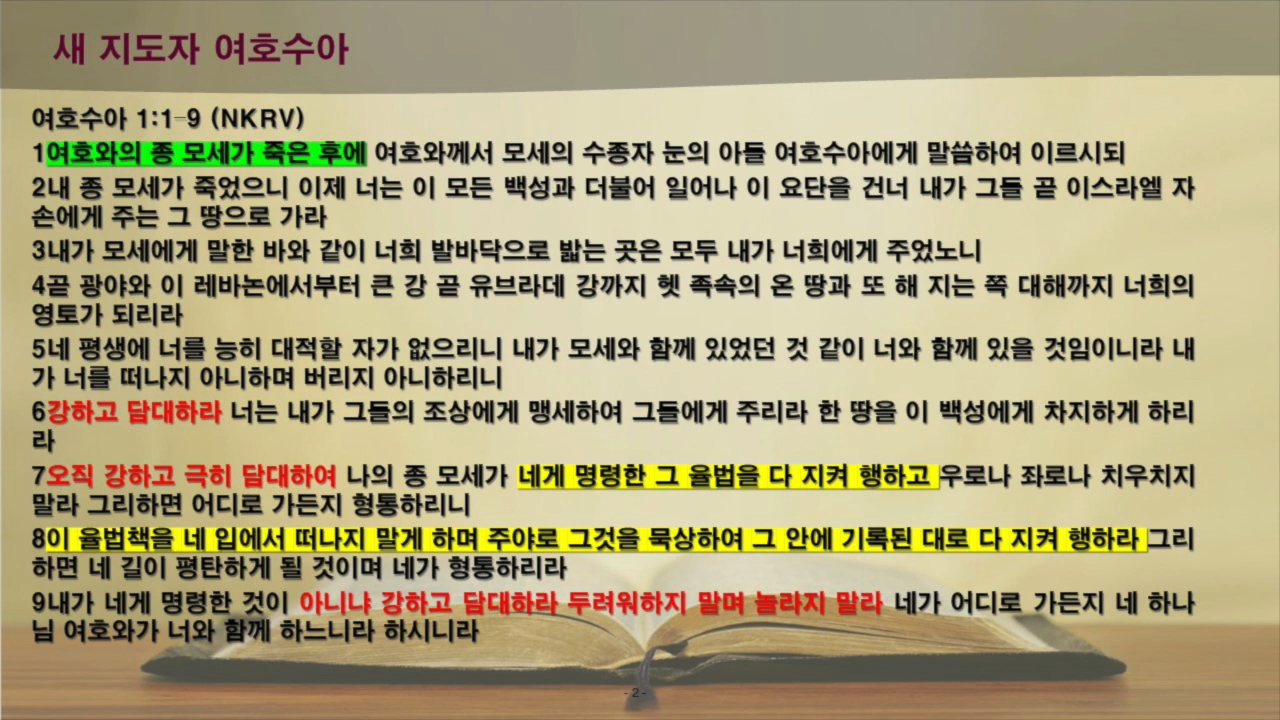 새 지도자 여호수아
여호수아 1:1-9 (NKRV)
1여호와의 종 모세가 죽은 후에 여호와께서 모세의 수종자 눈의 아들 여호수아에게 말씀하여 이르시되
2내 종 모세가 죽었으니 이제 너는 이 모든 백성과 더불어 일어나 이 요단을 건너 내가 그들 곧 이스라엘 자
손에게 주는 그 땅으로 가라
3내가 모세에게 말한 바와 같이 너희 발바닥으로 밟는 곳은 모두 내가 너희에게 주었노니
4곧 광야와 이 레바논에서부터 큰 강 곧 유브라데 강까지 헷 족속의 온 땅과 또 해 지는 쪽 대해까지 너희의
영토가 되리라
5네 평생에 너를 능히 대적할 자가 없으리니 내가 모세와 함께 있었던 것 같이 너와 함께 있을 것임이니라 내
가 너를 떠나지 아니하며 버리지 아니하리니
6강하고 담대하라 너는 내가 그들의 조상에게 맹세하여 그들에게 주리라 한 땅을 이 백성에게 차지하게 하리
라
7오직 강하고 극히 담대하여 나의 종 모세가 네게 명령한 그 율법을 다 지켜 행하고 우로나 좌로나 치우치지
말라 그리하면 어디로 가든지 형통하리니
8이 율법책을 네 입에서 떠나지 말게 하며 주야로 그것을 묵상하여 그 안에 기록된 대로 다 지켜 행하라 그리
하면 네 길이 평탄하게 될 것이며 네가 형통하리라
9내가 네게 명령한 것이 아니냐 강하고 담대하라 두려워하지 말며 놀라지 말라 네가 어디로 가든지 네 하나
님 여호와가 너와 함께 하느니라 하시니라
- 2 -